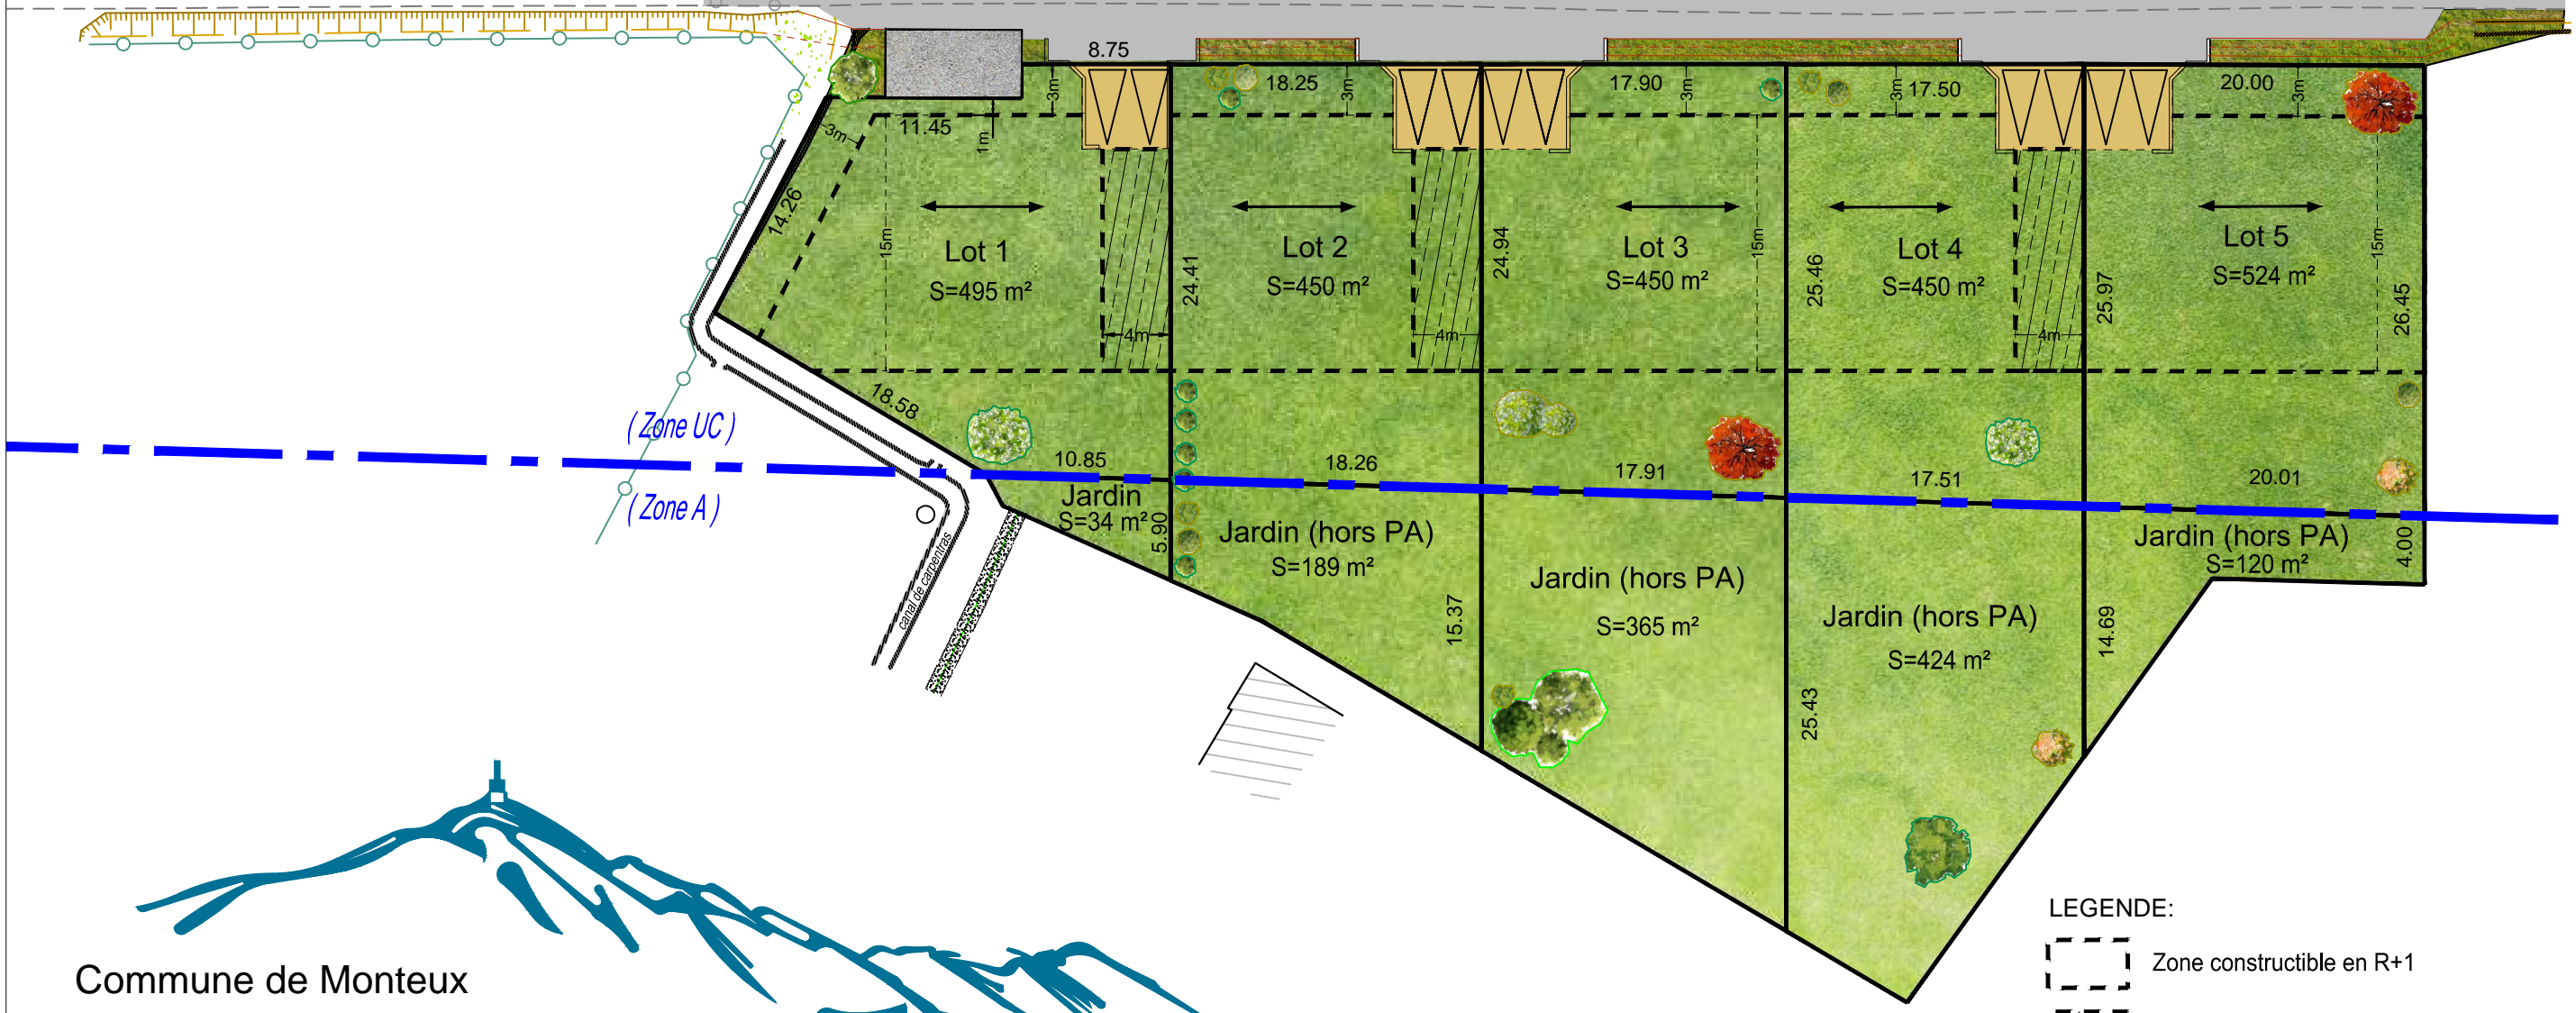 8.75
18.25
17.90
17.50
20.00
3m
3m
3m
3m
3m
3m
11.45
1m
14.26
15m
15m
15m
Lot 1
S=495 m²
Lot 2
S=450 m²
Lot 3
S=450 m²
Lot 4
S=450 m²
Lot 5
S=524 m²
24.41
24.94
25.46
25.97
26.45
4m
4m
4m
18.58
(Zone UC)
(Zone A)
10.85
18.26
17.91
17.51
20.01
Jardin
S=34 m²
5.90
Jardin (hors PA)
S=189 m²
15.37
Jardin (hors PA)
S=365 m²
25.43
Jardin (hors PA)
S=424 m²
14.69
Jardin (hors PA)
S=120 m²
4.00
canal de carpentras
Commune de Monteux
LEGENDE:
Zone constructible en R+1